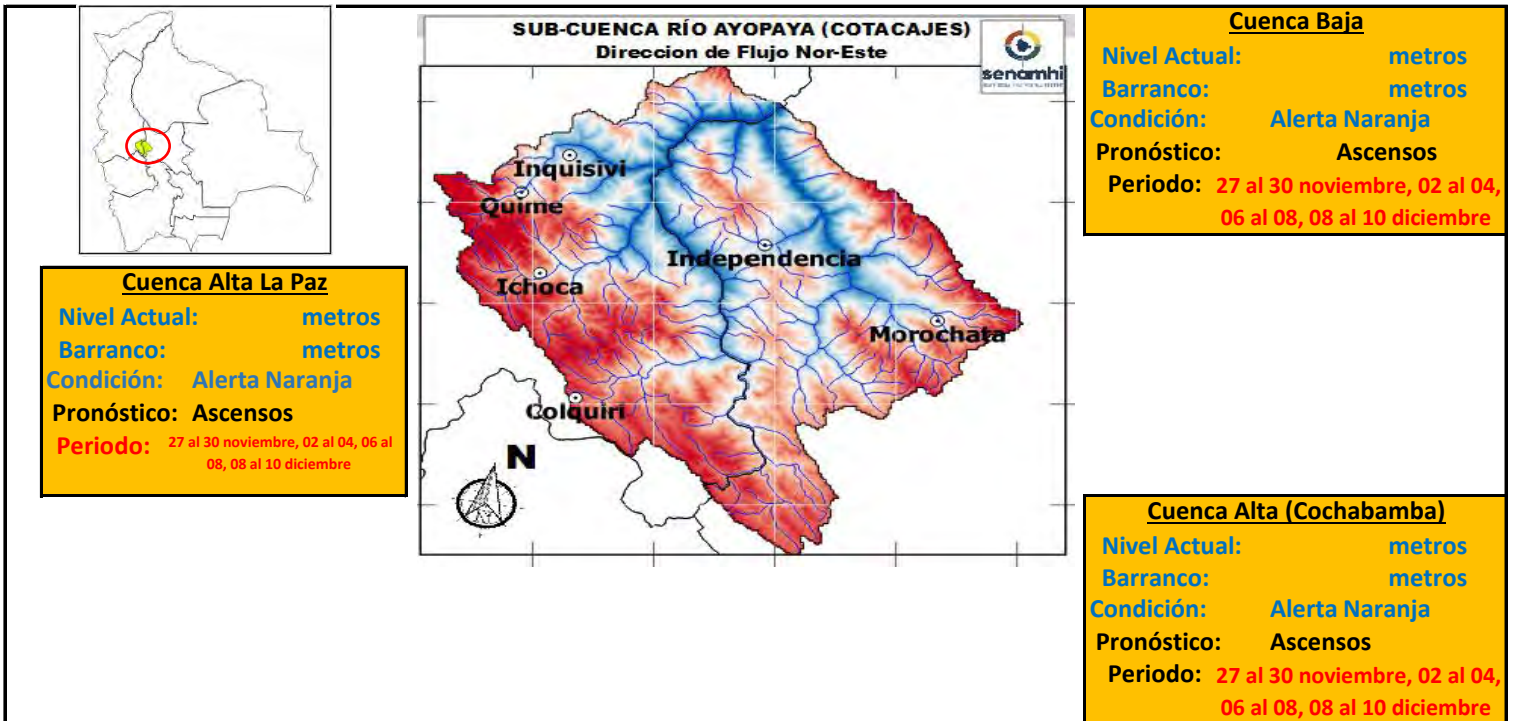 SUB-CUENCA RÍO AYOPAYA (COTACAJES)
Direccion de Flujo Nor-Este
senamhi
Inquisivi
Quime
Independencia
Ichoca
Morochata
Colquiri
N
Cuenca Baja
Nivel Actual: metros
Barranco: metros
Condición: Alerta Naranja
Pronóstico: Ascensos
Periodo: 27 al 30 noviembre, 02 al 04,
06 al 08, 08 al 10 diciembre
Cuenca Alta La Paz
Nivel Actual: metros
Barranco: metros
Condición: Alerta Naranja
Pronóstico: Ascensos
Periodo: 27 al 30 noviembre, 02 al 04, 06 al
08, 08 al 10 diciembre
Cuenca Alta (Cochabamba)
Nivel Actual: metros
Barranco: metros
Condición: Alerta Naranja
Pronóstico: Ascensos
Periodo: 27 al 30 noviembre, 02 al 04,
06 al 08, 08 al 10 diciembre